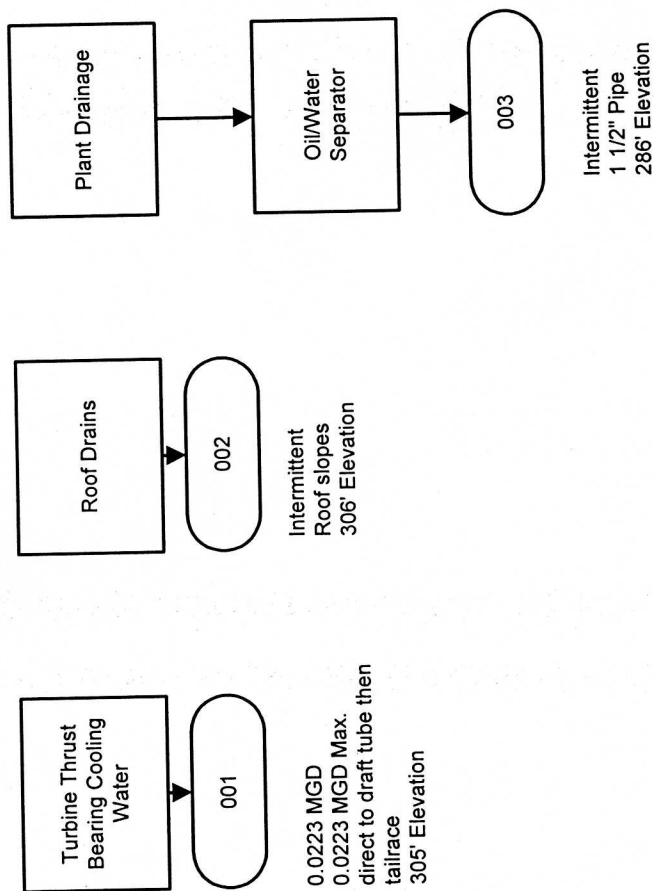 Turbine Thrust
Bearing Cooling
Water
001
0.0223 MGD
0.0223 MGD Max.
direct to draft tube then
tailrace
305' Elevation
Roof Drains
002
Intermittent
Roof slopes
306' Elevation
Plant Drainage
Oil/Water
Separator
003
Intermittent
1 1/2" Pipe
286' Elevation